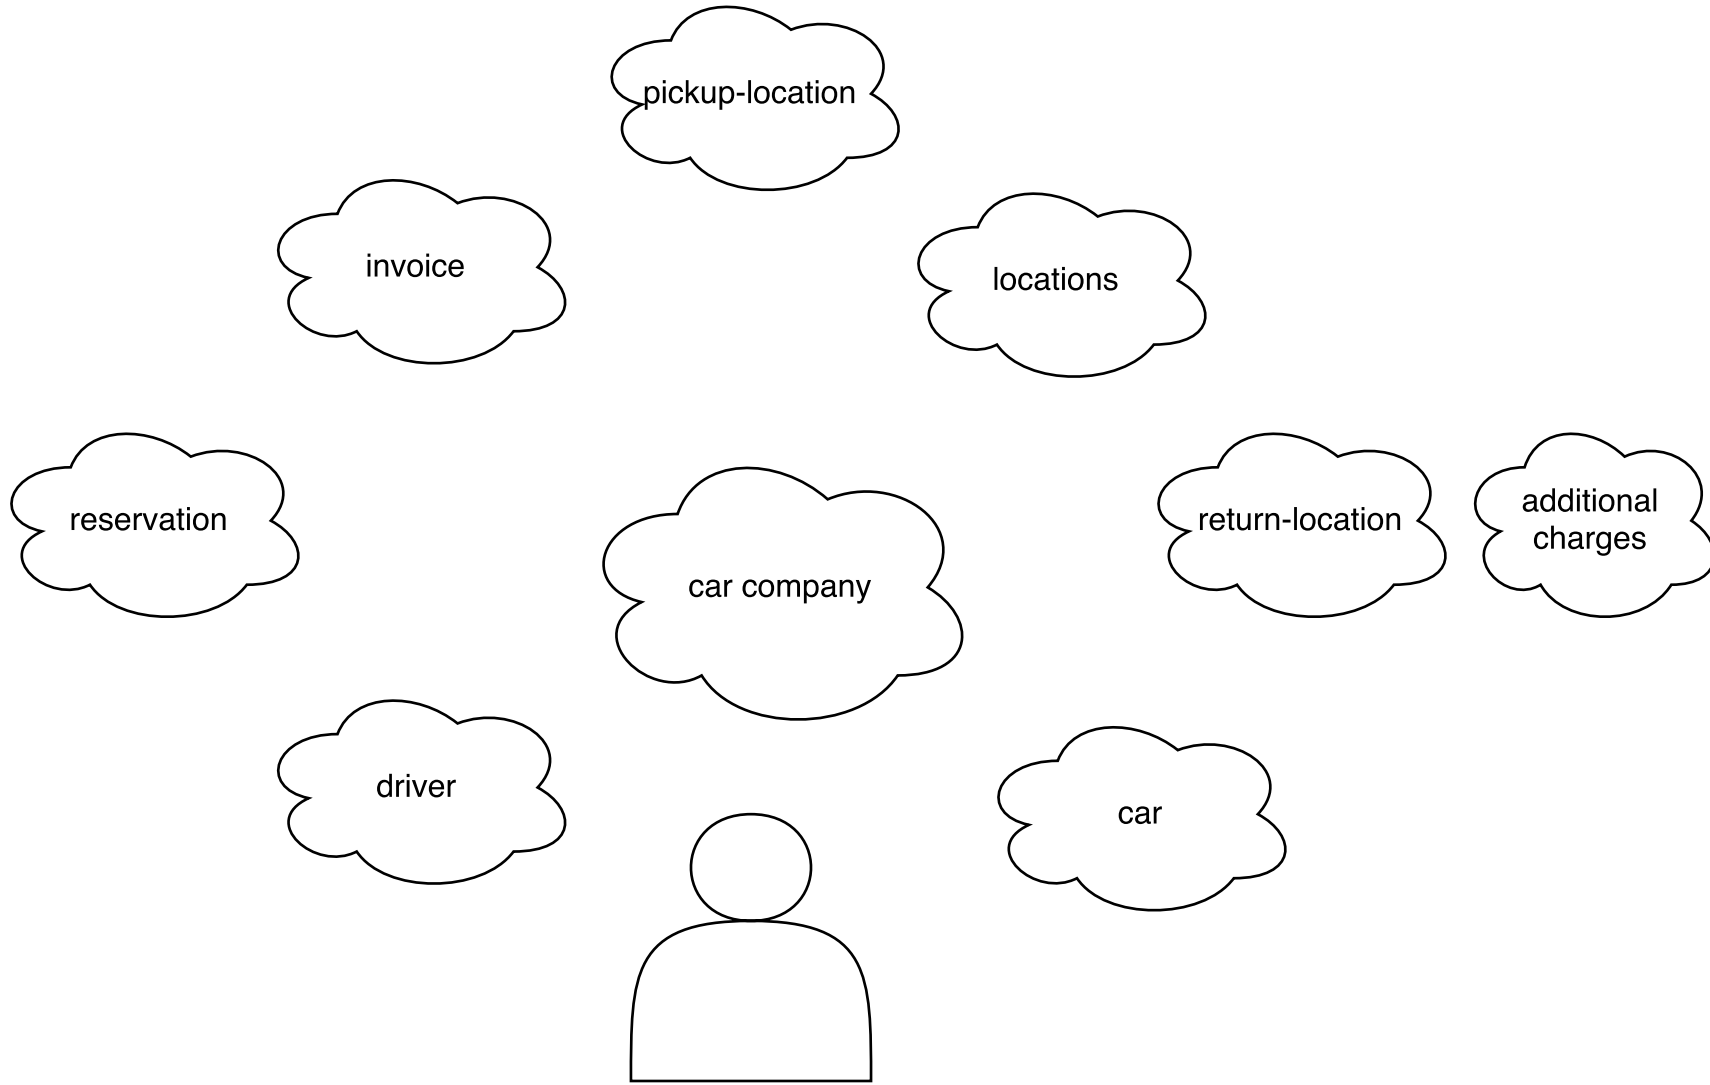 pickup-location
invoice
locations
reservation
return-location
additional
charges
car company
driver
car